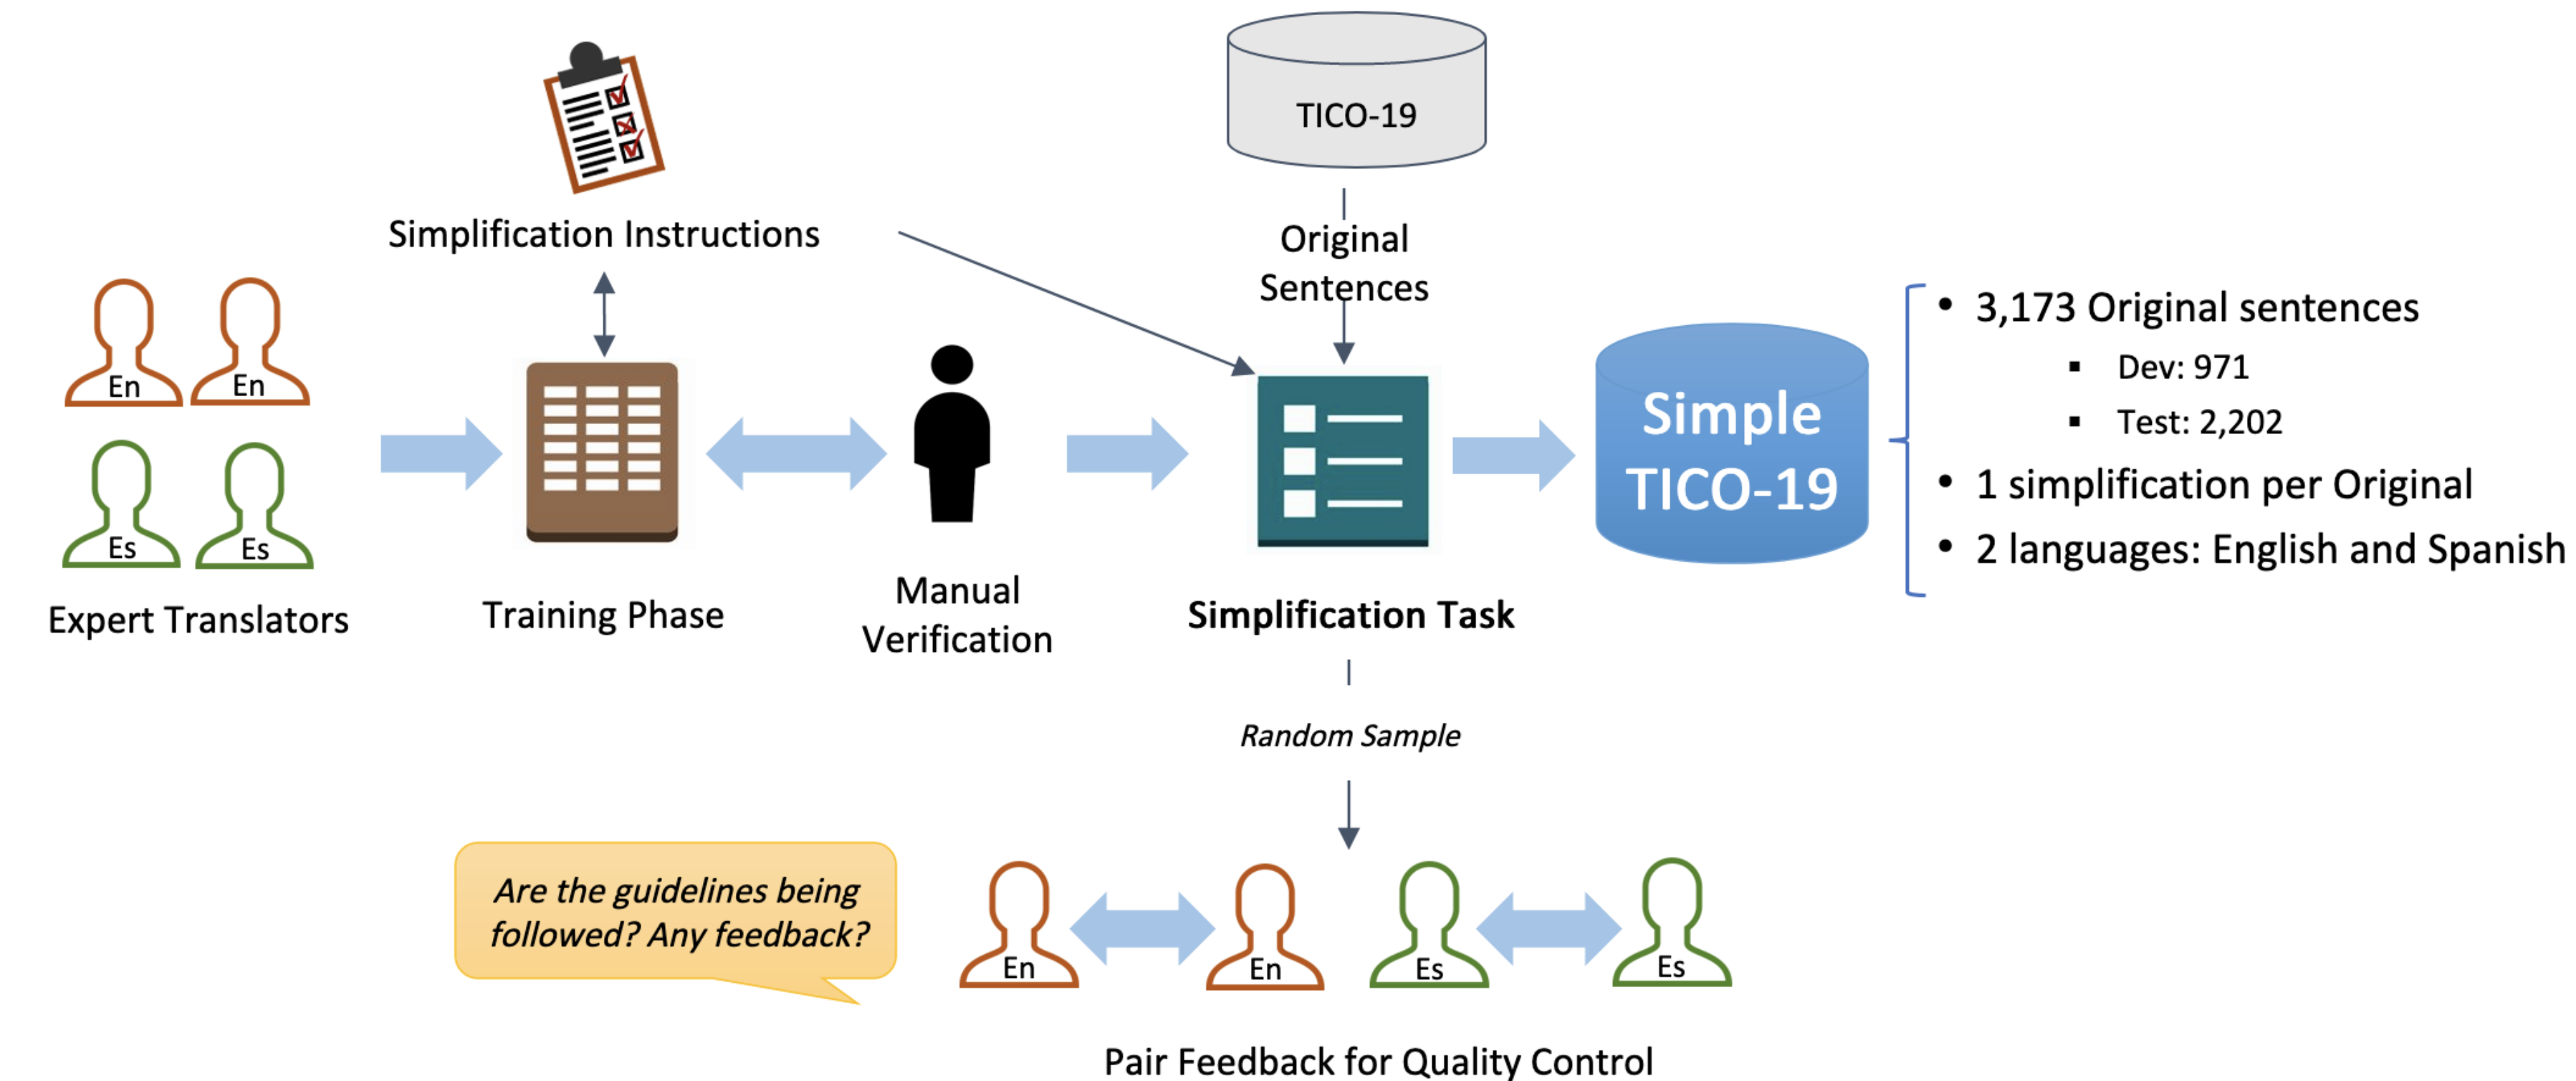 TICO-19
Simplification Instructions
Original
Sentences
En
En
Es
Es
Expert Translators
Training Phase
Manual
Verification
Simplification Task
Simple
TICO-19
• 3,173 Original sentences
▪ Dev: 971
▪ Test: 2,202
• 1 simplification per Original
• 2 languages: English and Spanish
Random Sample
Are the guidelines being
followed? Any feedback?
En
En
Es
Es
Pair Feedback for Quality Control